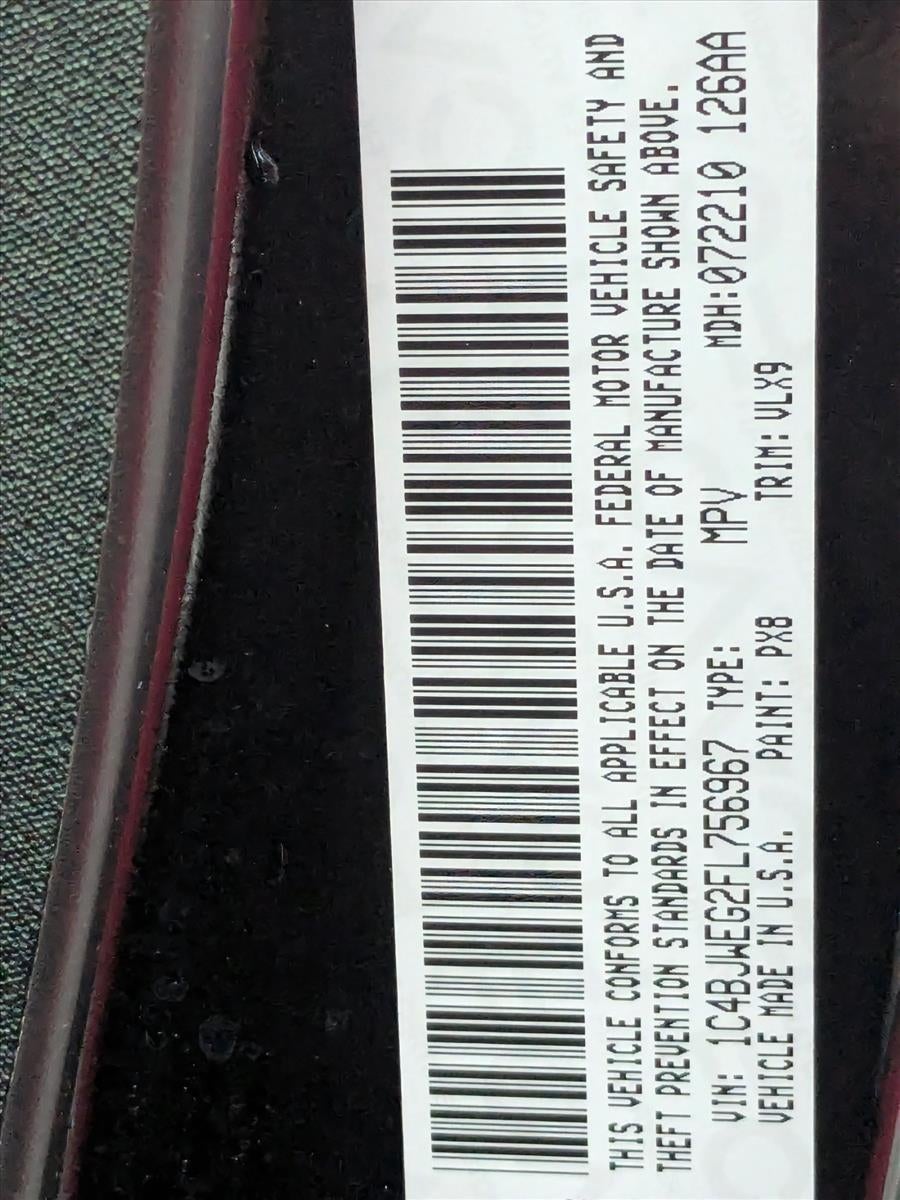 THIS VEHICLE CONFORMS TO ALL APPLICABLE U.S.A. FEDERAL MOTOR VEHICLE SAFETY AND
THEFT PREVENTION STANDARDS IN EFFECT ON THE DATE OF MANUFACTURE SHOWN ABOVE.
VIN: 1C4BJWEG2FL756967 TYPE: MPV MDH:072210 126AA
VEHICLE MADE IN U.S.A. PAINT: PX8 TRIM: VLX9